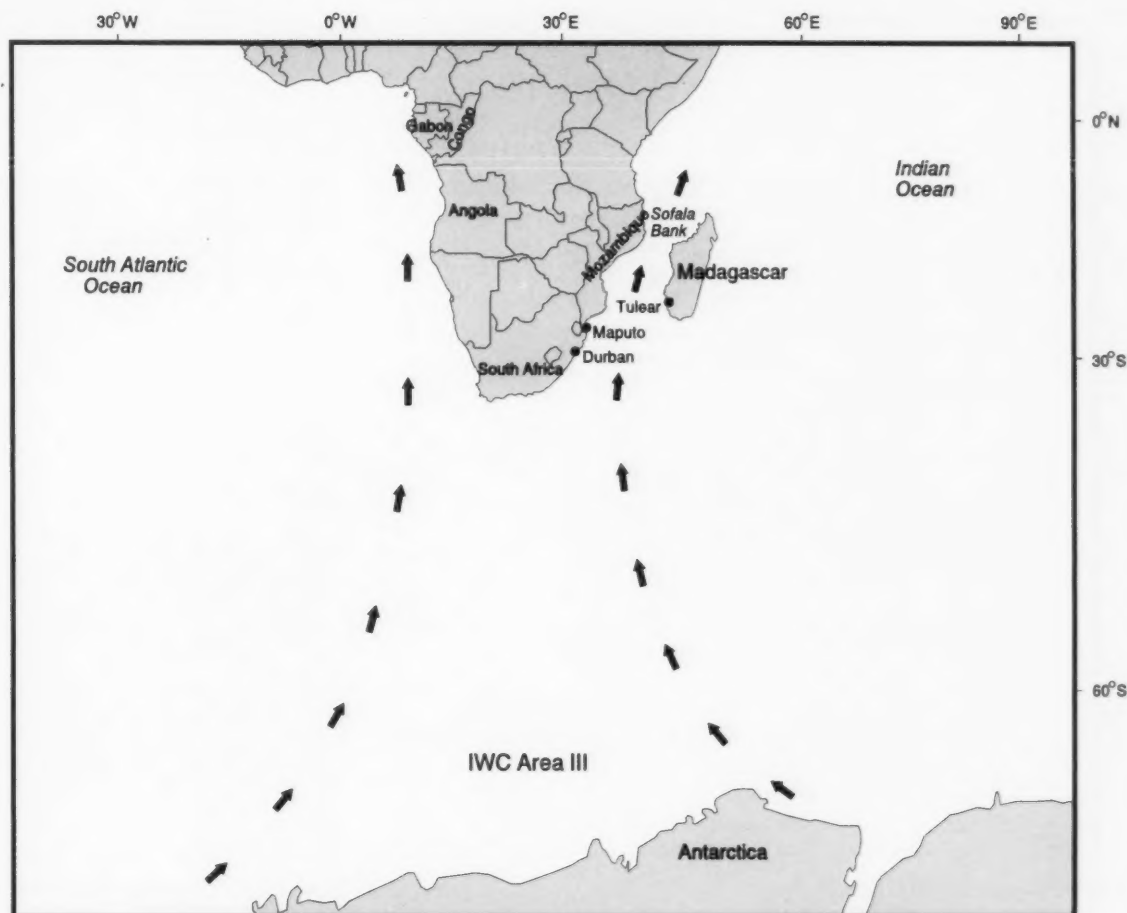 30°W 0°W 30°E 60°E 90°E
0°N
Gabon
Congo
Indian
Ocean
Angola
Sofala
Bank
Mozambique
South Atlantic
Ocean
Madagascar
Tulear
Maputo
Durban
30°S
South Africa
60°S
IWC Area III
Antarctica